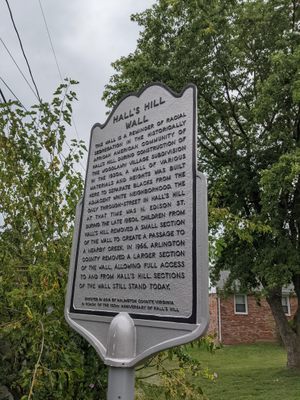 HALL'S HILL
WALL
THIS WALL IS A REMINDER OF RACIAL
SEGREGATION IN THE HISTORICALLY
AFRICAN AMERICAN COMMUNITY OF
HALL'S HILL. DURING CONSTRUCTION OF
THE WOODLAWN VILLAGE SUBDIVISION
IN THE 1930s, A WALL OF VARIOUS
MATERIALS AND HEIGHTS WAS BUILT
HERE TO SEPARATE BLACKS FROM THE
ADJACENT WHITE NEIGHBORHOOD. THE
ONLY THROUGH-STREET IN HALL'S HILL
AT THAT TIME WAS N. EDISON ST.
DURING THE LATE 1950s, CHILDREN FROM
HALL'S HILL REMOVED A SMALL SECTION
OF THE WALL TO CREATE A PASSAGE TO
A NEARBY CREEK. IN 1966, ARLINGTON
COUNTY REMOVED A LARGER SECTION
OF THE WALL, ALLOWING FULL ACCESS
TO AND FROM HALL'S HILL. SECTIONS
OF THE WALL STILL STAND TODAY.
ERECTED IN 2016 BY ARLINGTON COUNTY, VIRGINIA
IN HONOR OF THE 150TH ANNIVERSARY OF HALL'S HILL